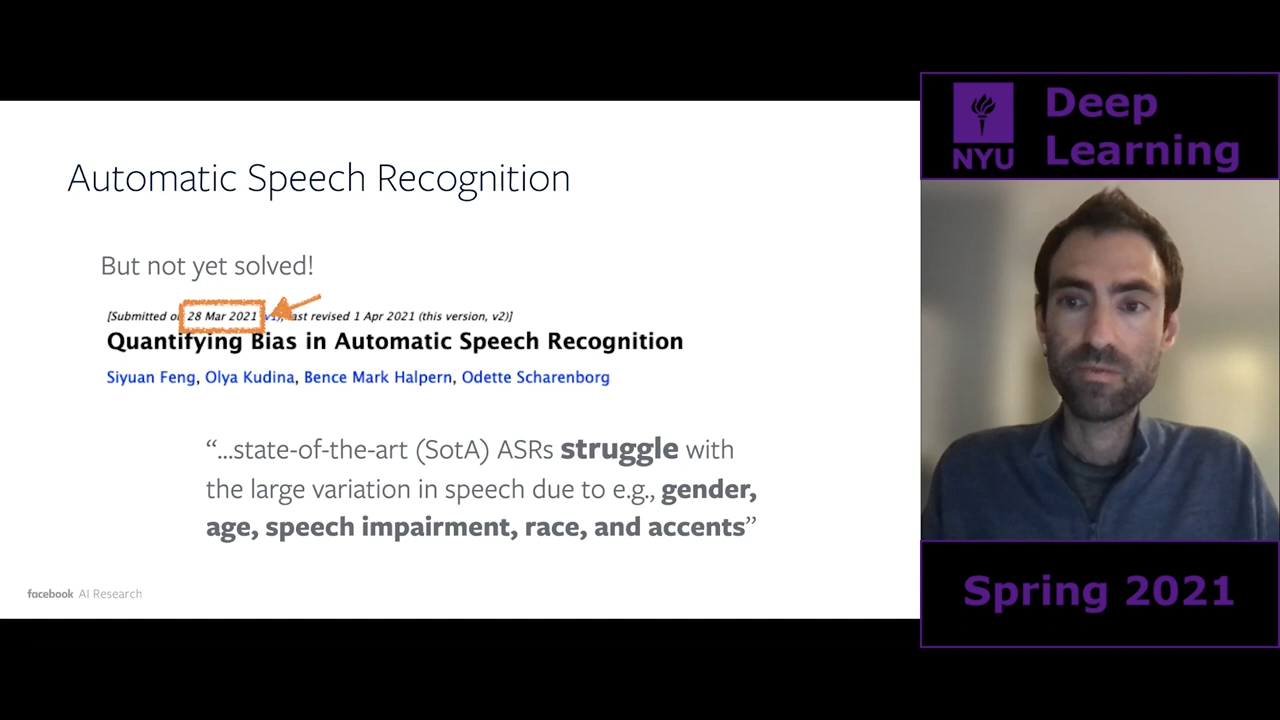 Automatic Speech Recognition
But not yet solved!
[Submitted on 28 Mar 2021 (v1), last revised 1 Apr 2021 (this version, v2)]
Quantifying Bias in Automatic Speech Recognition
Siyuan Feng, Olya Kudina, Bence Mark Halpern, Odette Scharenborg
“...state-of-the-art (SotA) ASRs struggle with
the large variation in speech due to e.g., gender,
age, speech impairment, race, and accents”
facebook AI Research
NYU
Deep
Learning
Spring 2021